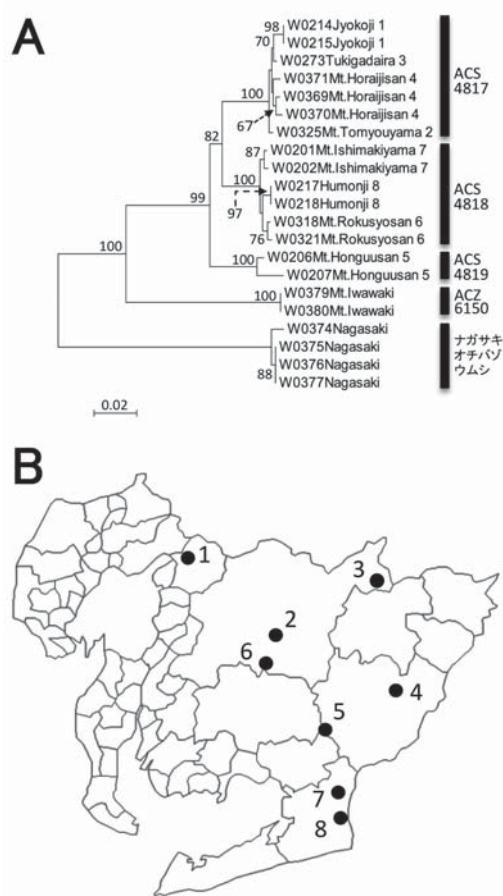 A
98
W0214Jyokoji 1
70
W0215Jyokoji 1
W0273Tukigadaira 3
100
W0371Mt.Horaijisan 4
W0369Mt.Horaijisan 4
W0370Mt.Horaijisan 4
67
W0325Mt.Tomyouyama 2
ACS
4817
82
87
W0201Mt.Ishimakiyama 7
W0202Mt.Ishimakiyama 7
100
W0217Humonji 8
W0218Humonji 8
97
W0318Mt.Rokusyosan 6
76
W0321Mt.Rokusyosan 6
ACS
4818
99
100
W0206Mt.Honguusan 5
W0207Mt.Honguusan 5
ACS
4819
100
100
W0379Mt.Iwawaki
W0380Mt.Iwawaki
ACZ
6150
W0374Nagasaki
W0375Nagasaki
W0376Nagasaki
88
W0377Nagasaki
ナガサキ
オチバゾ
ウムシ
0.02
B
1
3
2
6
4
5
7
8